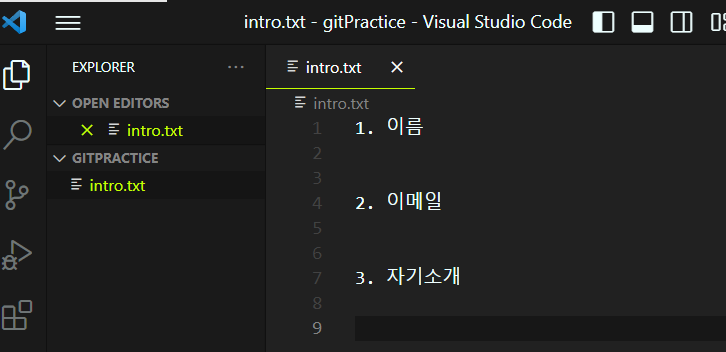 intro.txt - gitPractice - Visual Studio Code
EXPLORER
OPEN EDITORS
intro.txt
GITPRACTICE
intro.txt
intro.txt
intro.txt
1 1. 이름
2
3
4 2. 이메일
5
6
7 3. 자기소개
8
9